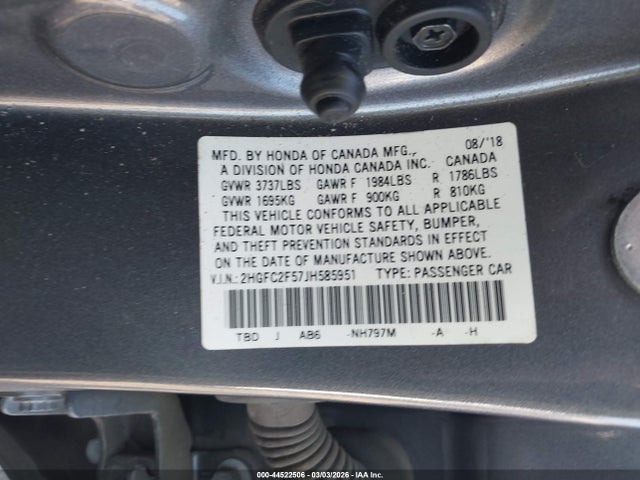 MFD. BY HONDA OF CANADA MFG., 08/'18
A DIVISION OF HONDA CANADA INC. CANADA
GVWR 3737LBS GAWR F 1984LBS R 1786LBS
GVWR 1695KG GAWR F 900KG R 810KG
THIS VEHICLE CONFORMS TO ALL APPLICABLE
FEDERAL MOTOR VEHICLE SAFETY, BUMPER,
AND THEFT PREVENTION STANDARDS IN EFFECT
ON THE DATE OF MANUFACTURE SHOWN ABOVE.
V.I.N.: 2HGFC2F57JH585951 TYPE: PASSENGER CAR
TBD J AB6 -NH797M -A -H
000-44522506 - 03/03/2026 - IAA Inc.